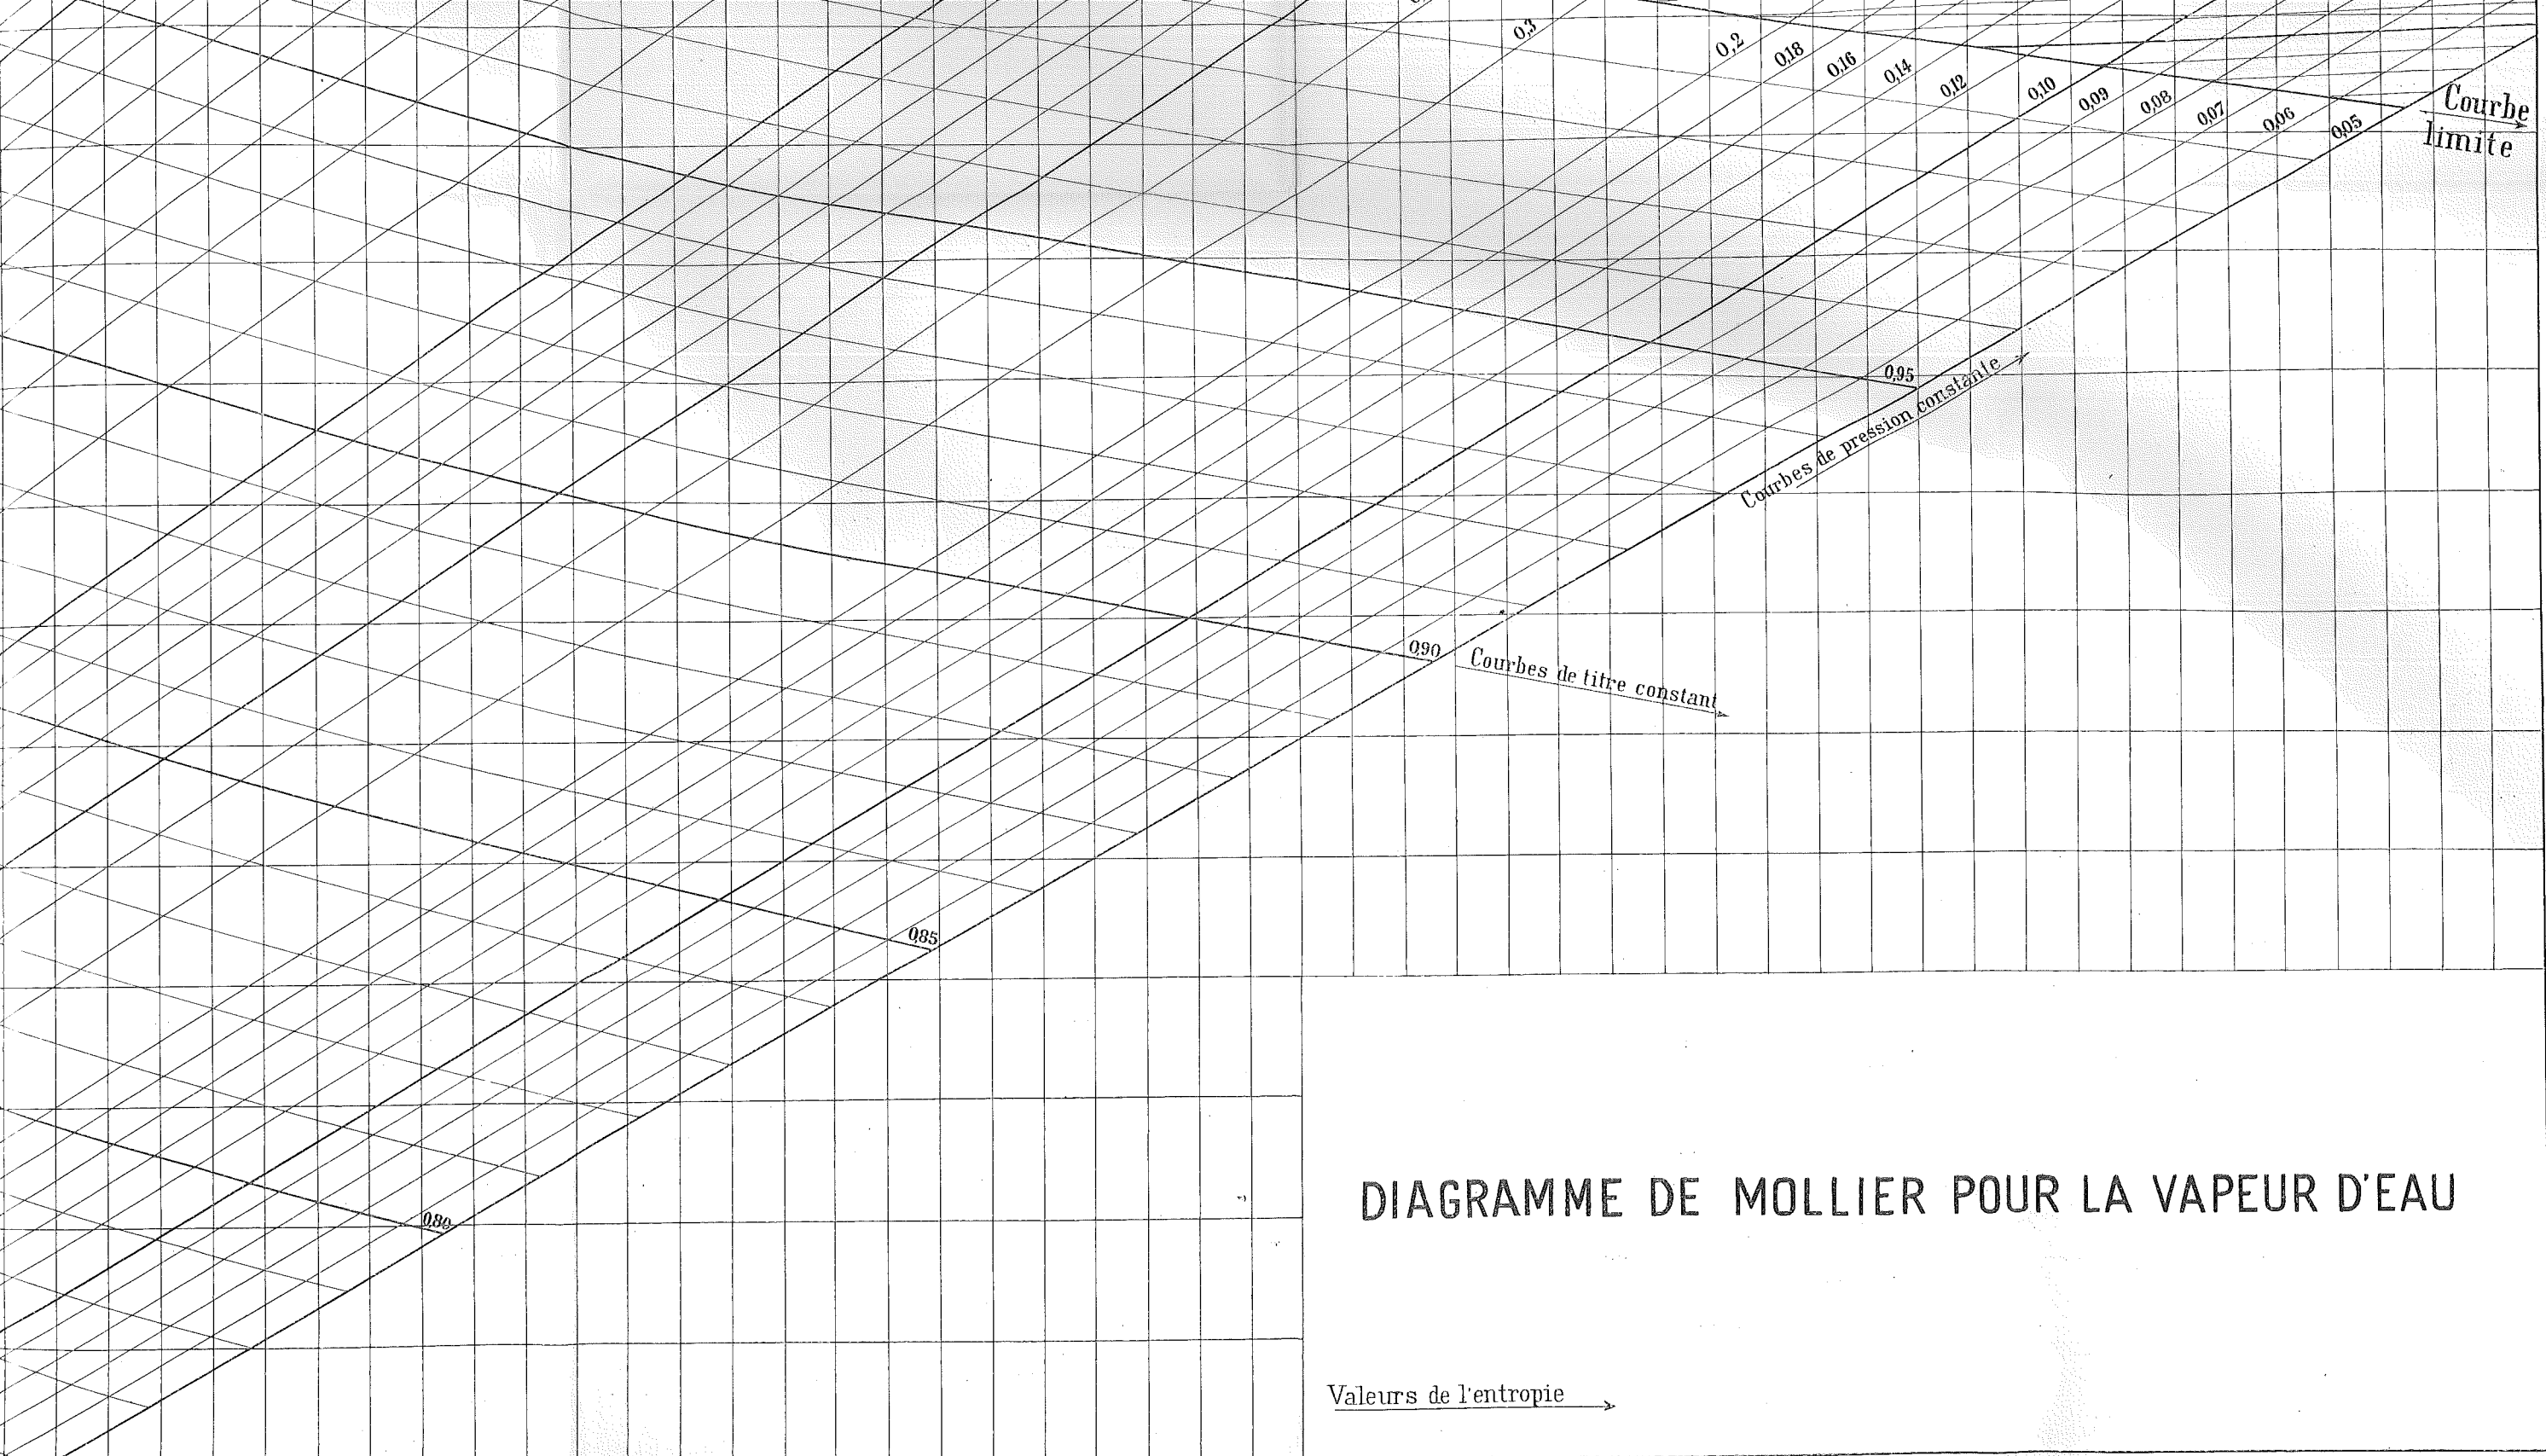 0,3
0,2
0,18
0,16
0,14
0,12
0,10
0,09
0,08
0,07
0,06
0,05
Courbe
limite
0,95
Courbes de pression constante
0,90
Courbes de titre constant
0,85
0,80
DIAGRAMME DE MOLLIER POUR LA VAPEUR D'EAU
Valeurs de l'entropie